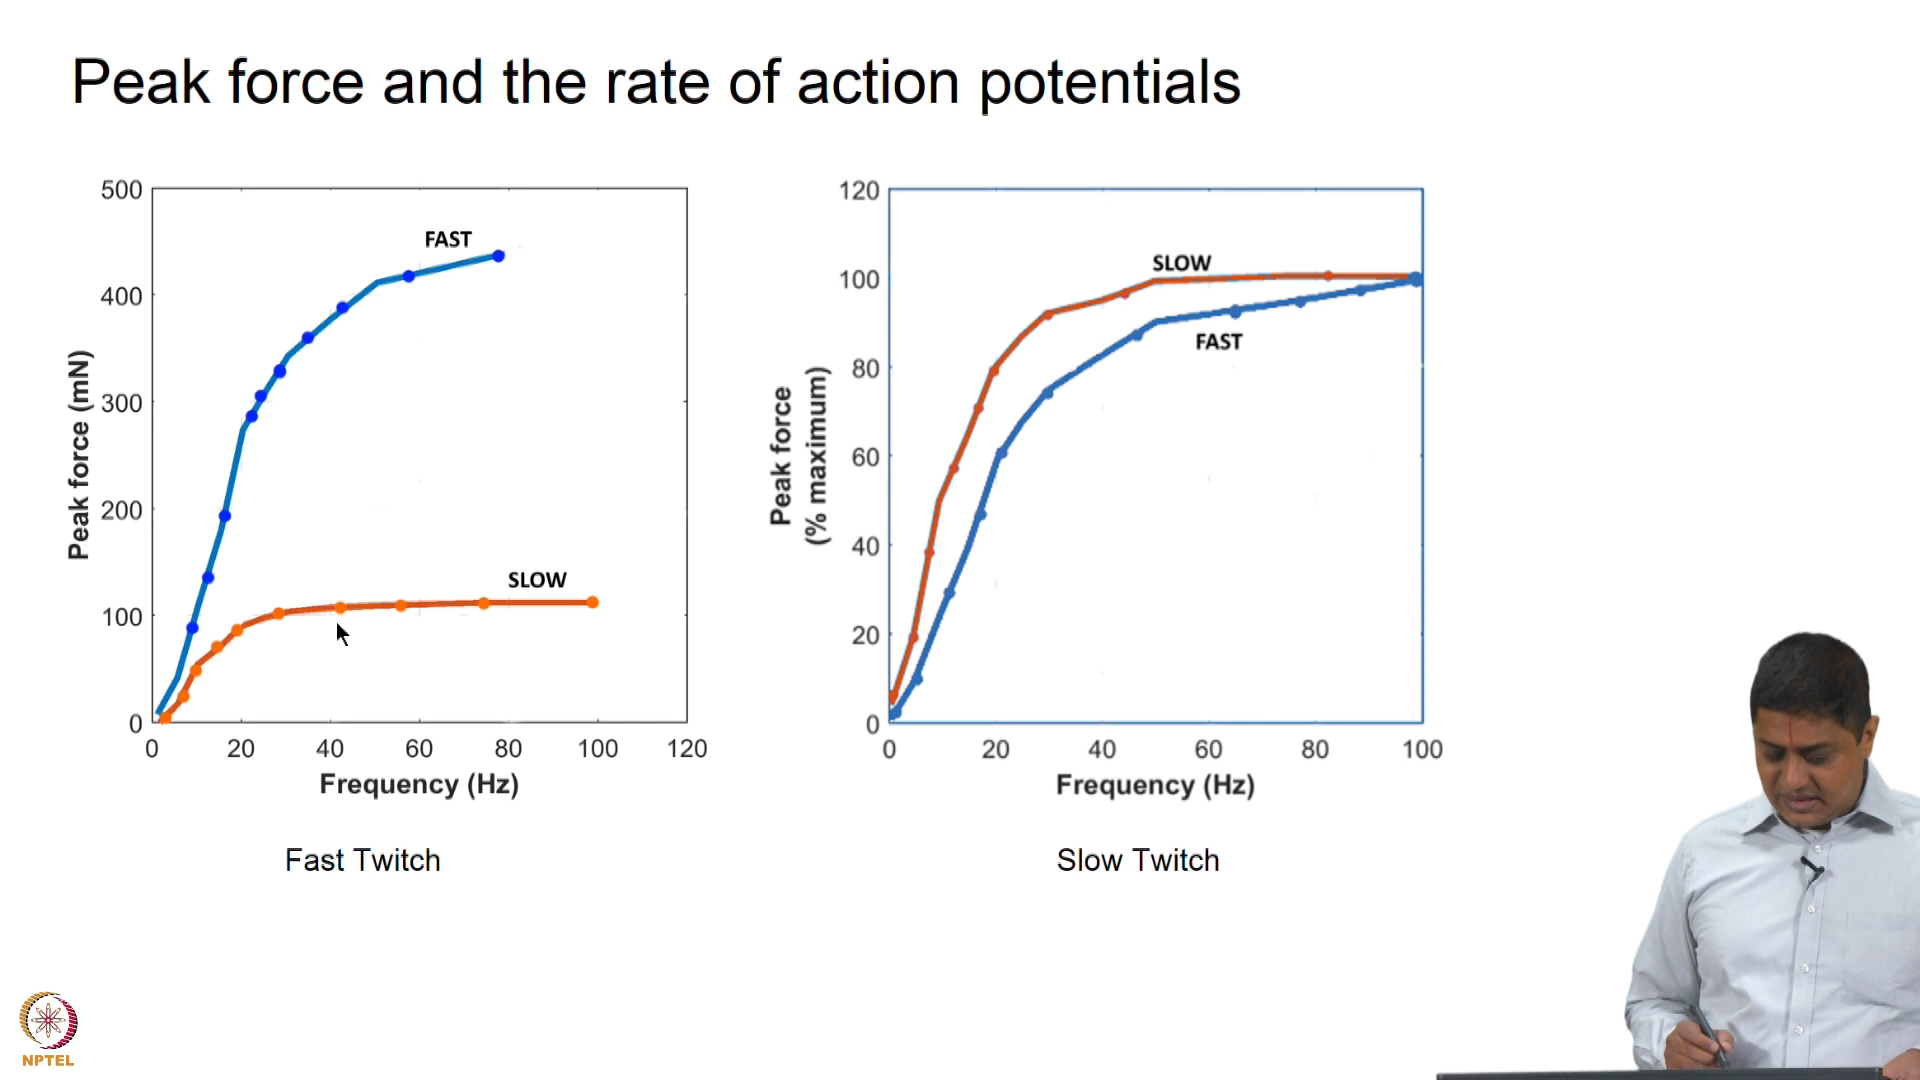 Peak force and the rate of action potentials
500
400
300
200
100
0
0 20 40 60 80 100 120
Peak force (mN)
Frequency (Hz)
FAST
SLOW
Fast Twitch
120
100
80
60
40
20
0
0 20 40 60 80 100
Peak force
(% maximum)
Frequency (Hz)
SLOW
FAST
Slow Twitch
NPTEL